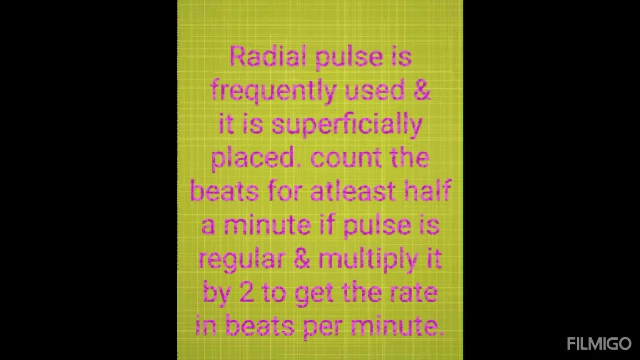 Radial pulse is
frequently used &
it is superficially
placed. count the
beats for atleast half
a minute if pulse is
regular & multiply it
by 2 to get the rate
in beats per minute.
FILMIGO